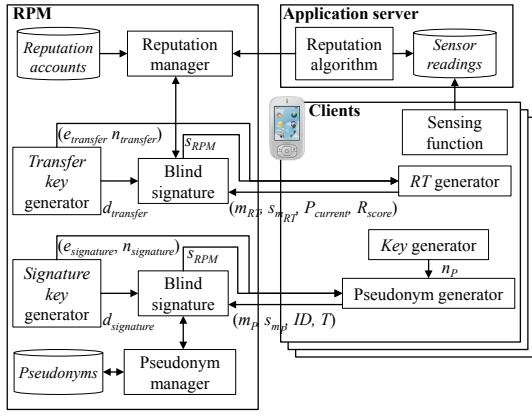 RPM
Application server
Reputation
accounts
Reputation
manager
Reputation
algorithm
Sensor
readings
Clients
Sensing
function
(e_transfer n_transfer)
s_RPM
Transfer
key
generator
Blind
signature
RT generator
d_transfer
(m_RT, s_m_RT, P_current, R_score)
Key generator
(e_signature, n_signature)
s_RPM
n_P
Signature
key
generator
Blind
signature
Pseudonym generator
d_signature
(m_P, s_m_P, ID, T)
Pseudonyms
Pseudonym
manager